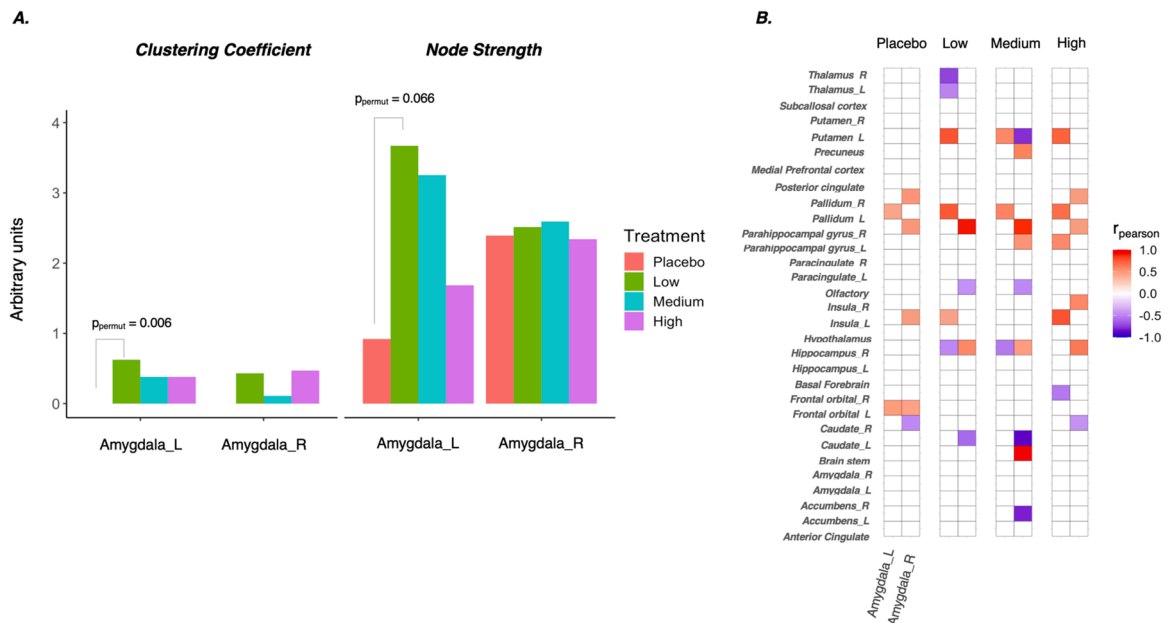 A.
Clustering Coefficient
Node Strength
p permut = 0.066
p permut = 0.006
4
3
2
1
0
Arbitrary units
Amygdala_L
Amygdala_R
Amygdala_L
Amygdala_R
Treatment
Placebo
Low
Medium
High
B.
Placebo Low Medium High
Thalamus_R
Thalamus_L
Subcallosal cortex
Putamen_R
Putamen_L
Precuneus
Medial Prefrontal cortex
Posterior cingulate
Pallidum_R
Pallidum_L
Parahippocampal gyrus_R
Parahippocampal gyrus_L
Paracingulate_R
Paracingulate_L
Olfactory
Insula_R
Insula_L
Hypothalamus
Hippocampus_R
Hippocampus_L
Basal Forebrain
Frontal orbital_R
Frontal orbital_L
Caudate_R
Caudate_L
Brain stem
Amygdala_R
Amygdala_L
Accumbens_R
Accumbens_L
Anterior Cingulate
Amygdala_L
Amygdala_R
r pearson
1.0
0.5
0.0
-0.5
-1.0